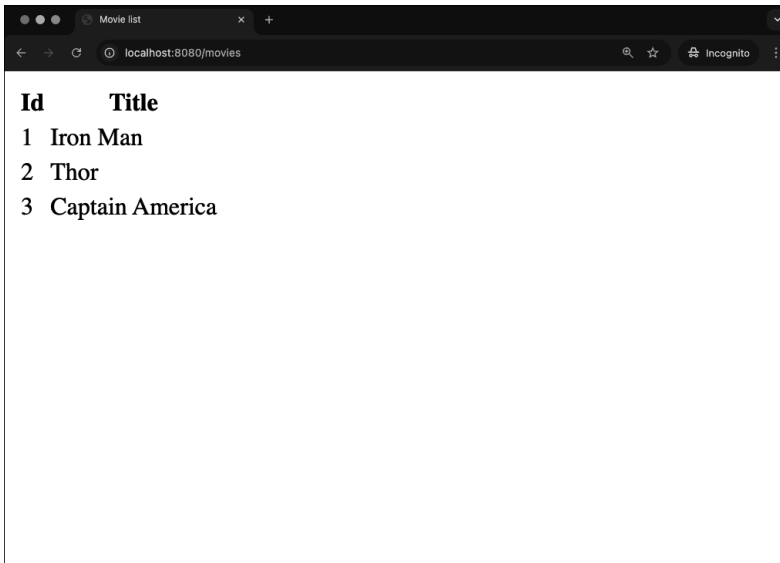 Movie list
localhost:8080/movies
Incognito
Id Title
1 Iron Man
2 Thor
3 Captain America